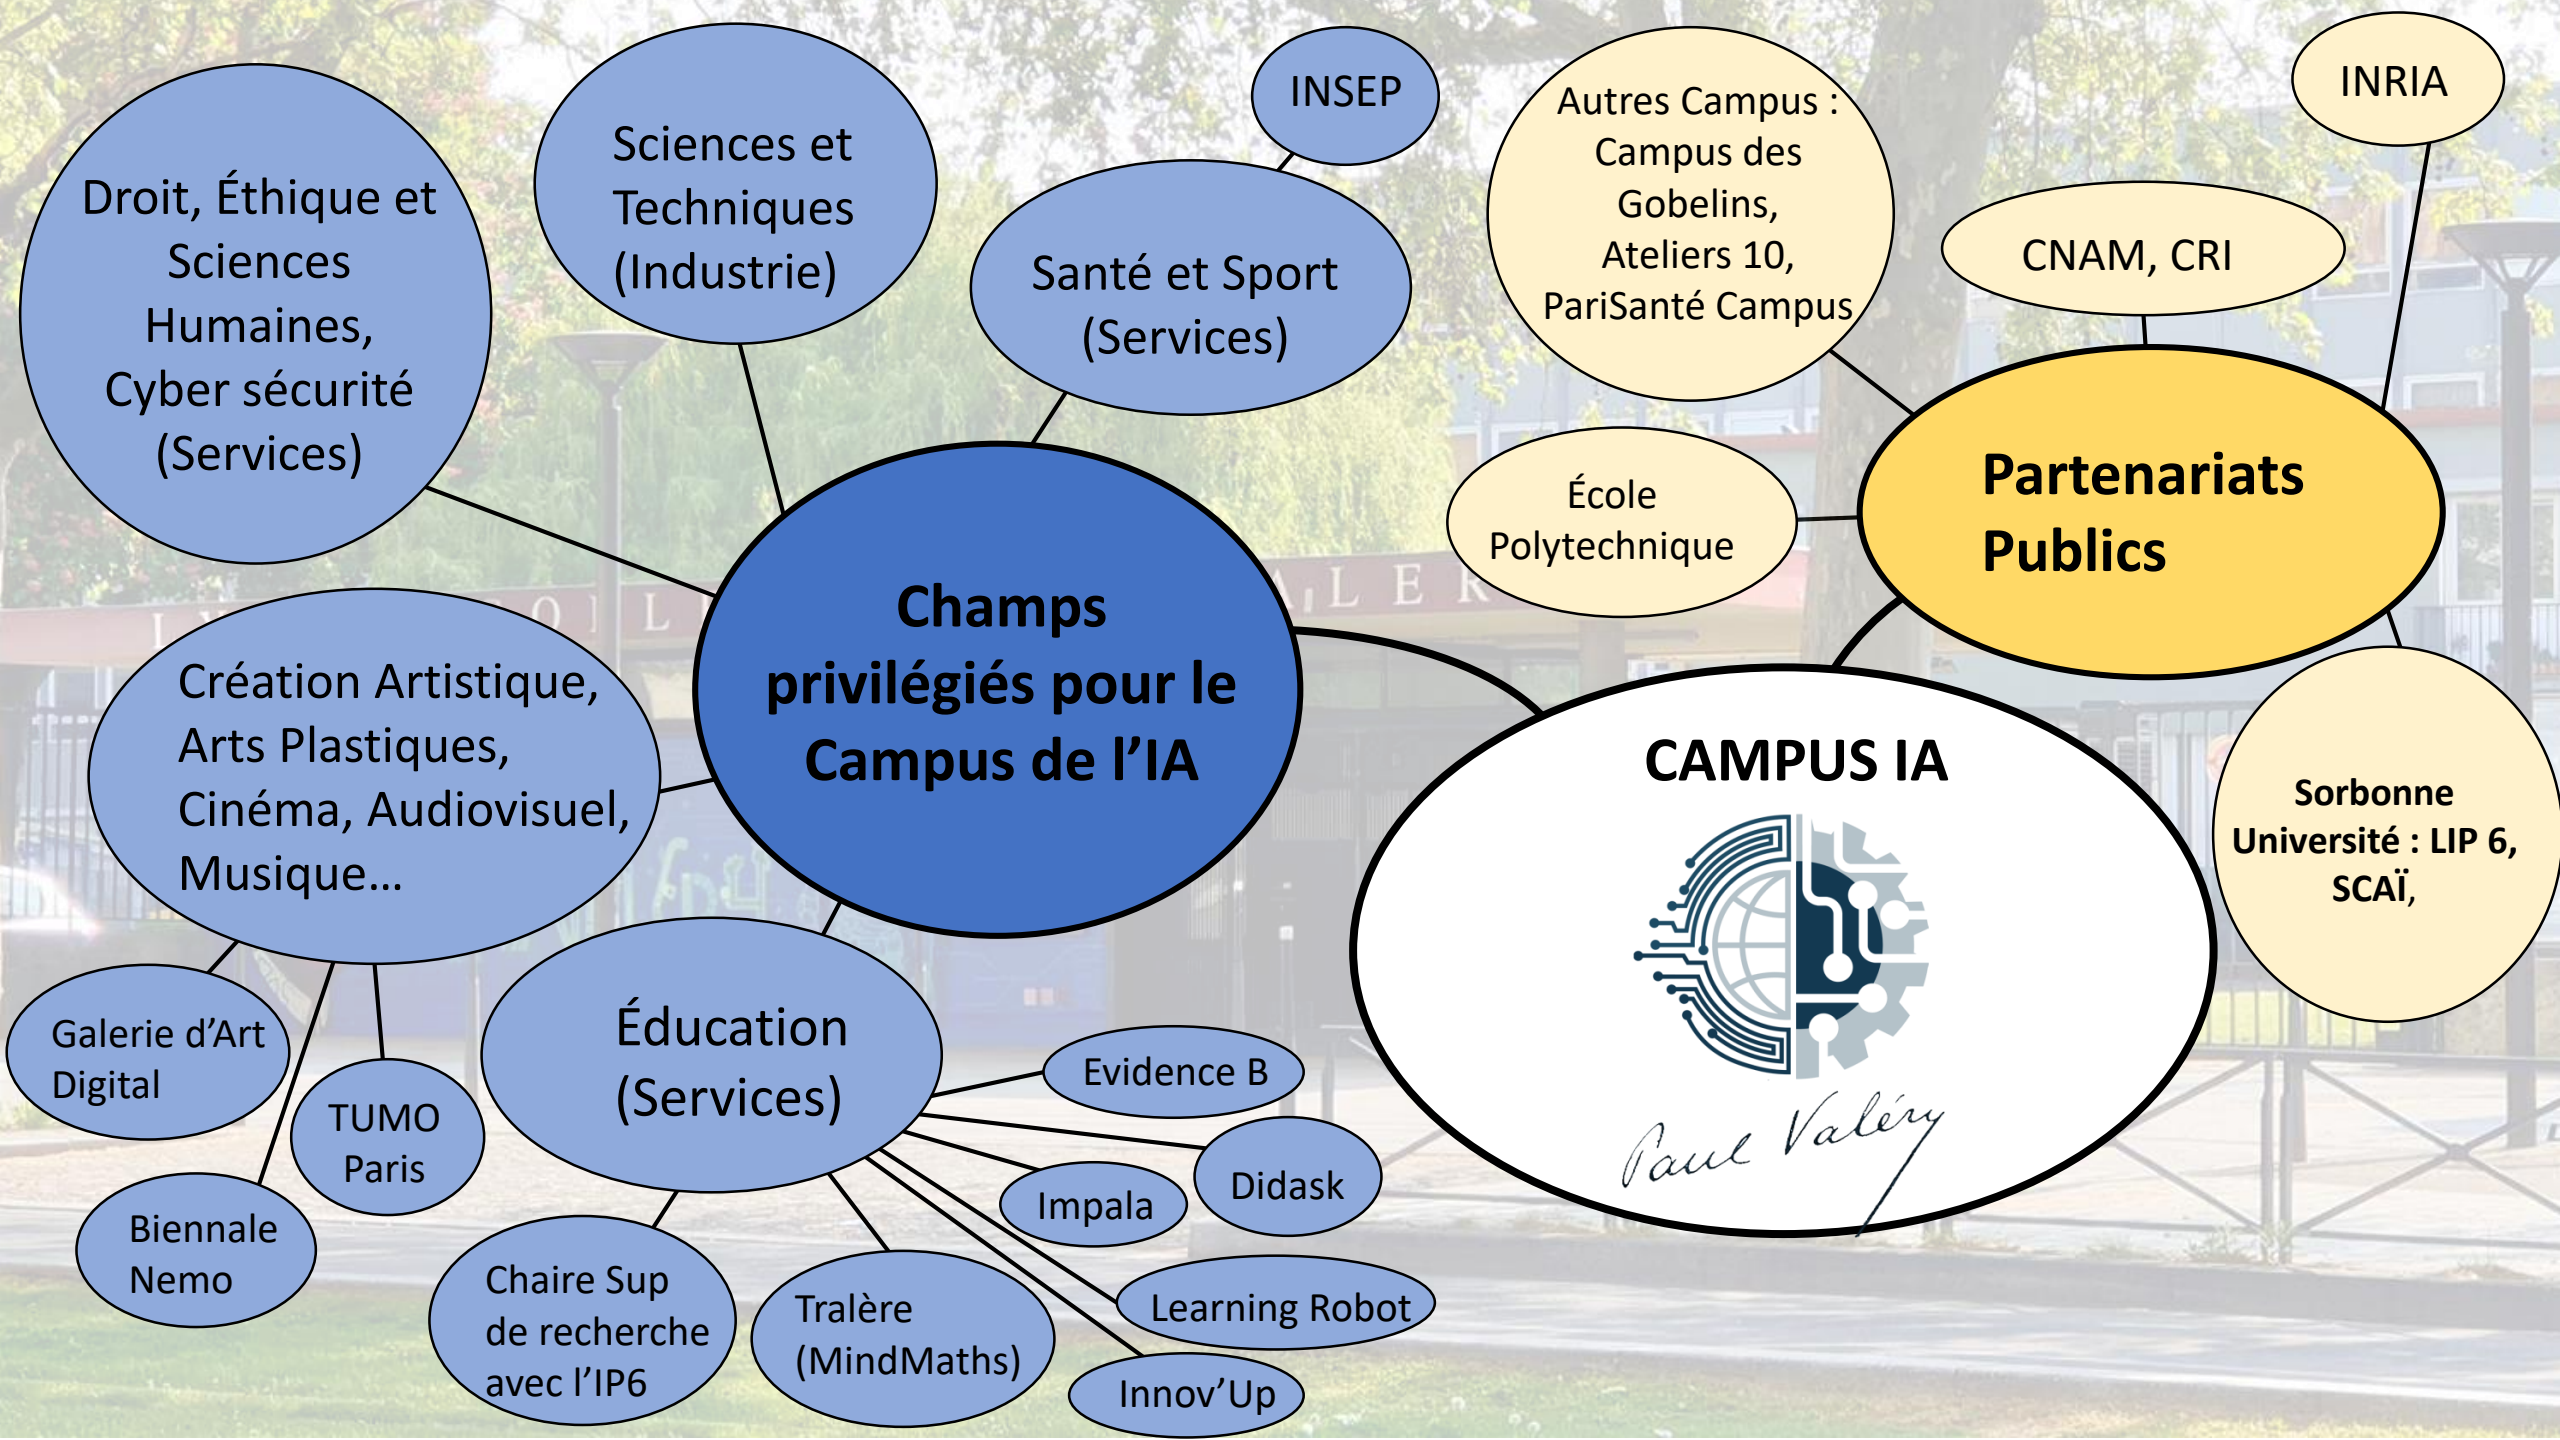 Droit, Éthique et
Sciences
Humaines,
Cyber sécurité
(Services)
Sciences et
Techniques
(Industrie)
INSEP
Santé et Sport
(Services)
Autres Campus :
Campus des
Gobelins,
Ateliers 10,
PariSanté Campus
INRIA
CNAM, CRI
École
Polytechnique
Partenariats
Publics
Champs
privilégiés pour le
Campus de l’IA
Création Artistique,
Arts Plastiques,
Cinéma, Audiovisuel,
Musique…
CAMPUS IA
Paul Valéry
Sorbonne
Université : LIP 6,
SCAÏ,
Galerie d’Art
Digital
TUMO
Paris
Biennale
Nemo
Éducation
(Services)
Evidence B
Didask
Impala
Learning Robot
Innov’Up
Tralère
(MindMaths)
Chaire Sup
de recherche
avec l’IP6